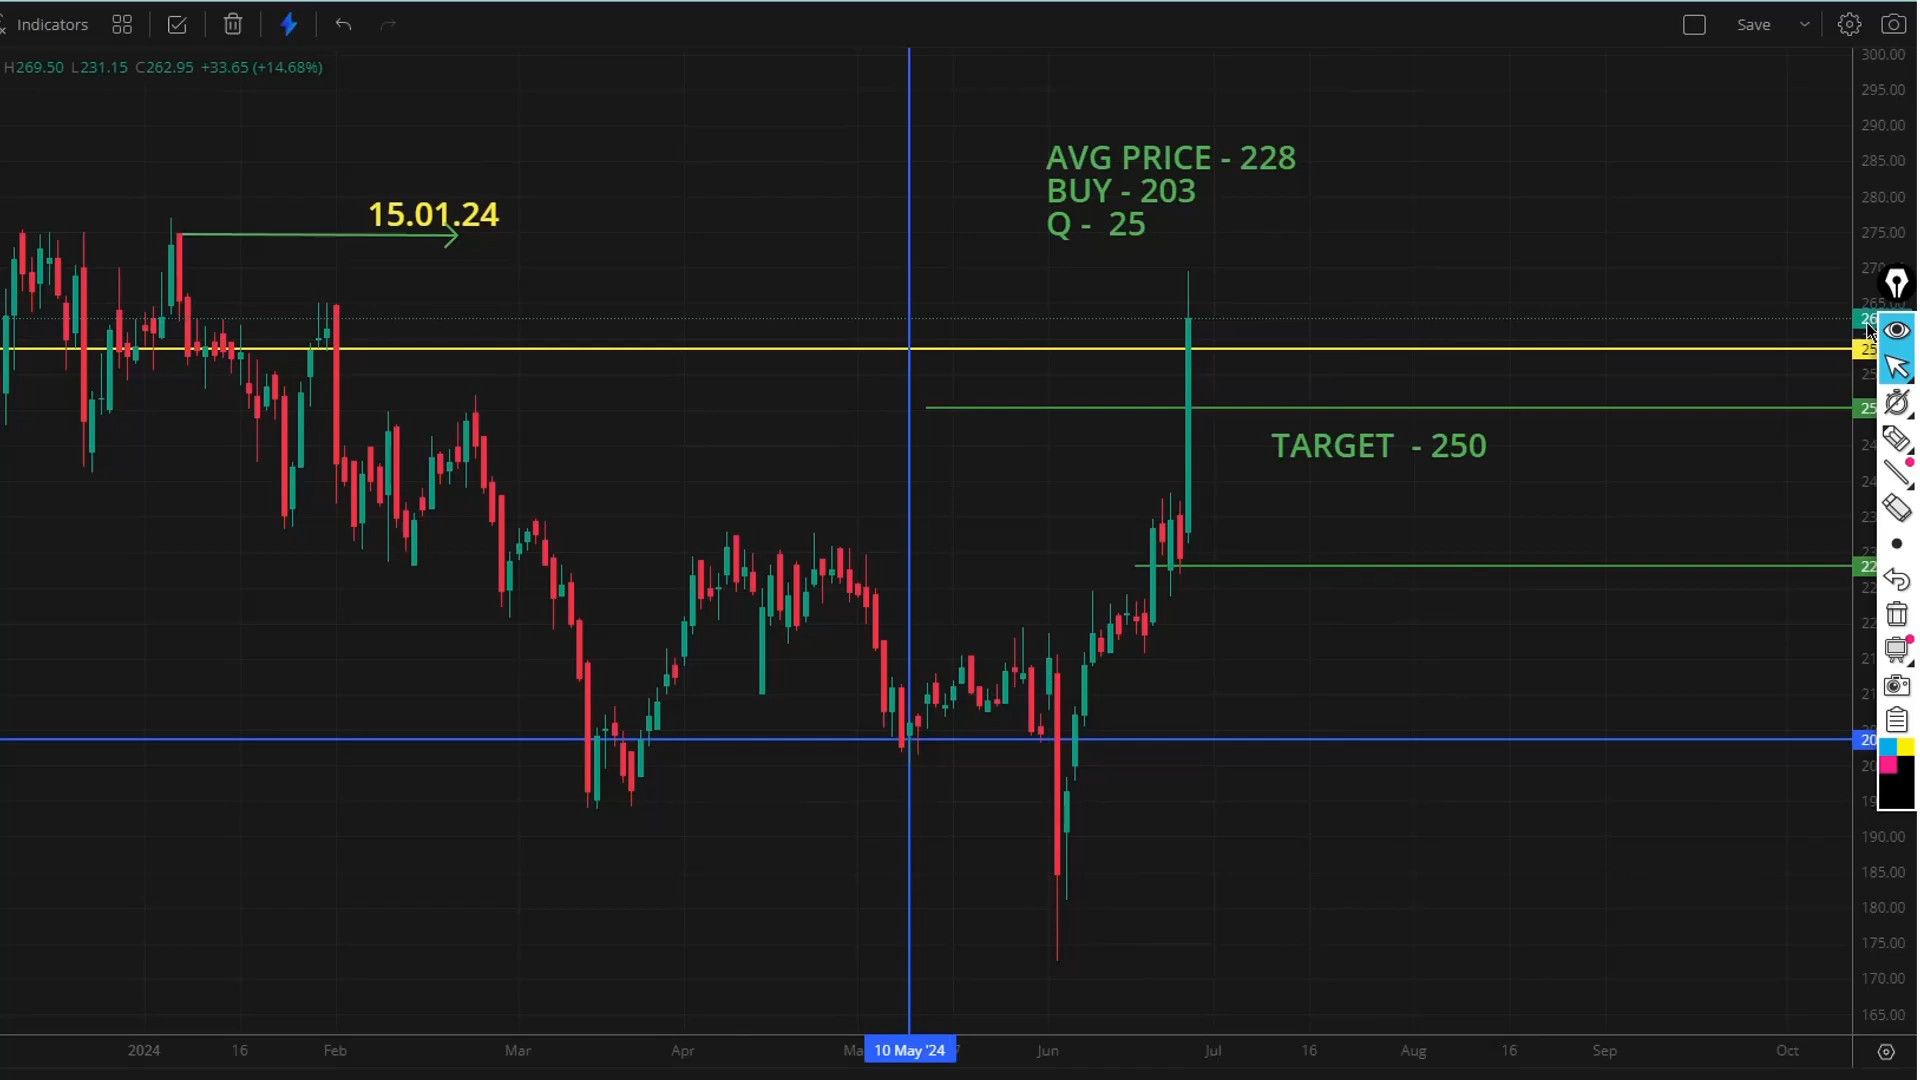 Indicators
Save
H269.50 L231.15 C262.95 +33.65 (+14.68%)
AVG PRICE - 228
BUY - 203
Q - 25
15.01.24
TARGET - 250
300.00
295.00
290.00
285.00
280.00
275.00
190.00
185.00
180.00
175.00
170.00
165.00
2024 16 Feb Mar Apr 10 May '24 Jun Jul 16 Aug 16 Sep Oct